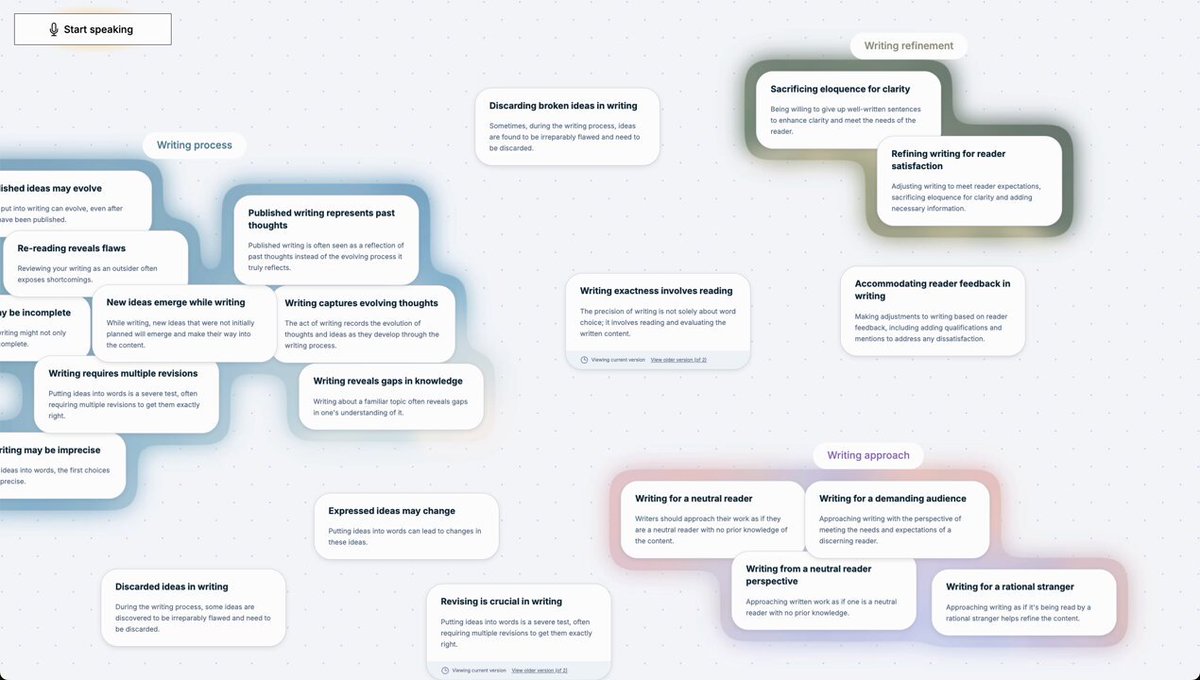 Start speaking
Writing refinement
Sacrificing eloquence for clarity
Being willing to give up well-written sentences
to enhance clarity and meet the needs of the
reader.
Refining writing for reader
satisfaction
Adjusting writing to meet reader expectations,
sacrificing eloquence for clarity and adding
necessary information.
Discarding broken ideas in writing
Sometimes, during the writing process, ideas
are found to be irreparably flawed and need to
be discarded.
Writing process
lished ideas may evolve
put into writing can evolve, even after
have been published.
Re-reading reveals flaws
Reviewing your writing as an outsider often
exposes shortcomings.
Published writing represents past
thoughts
Published writing is often seen as a reflection of
past thoughts instead of the evolving process it
truly reflects.
ay be incomplete
writing might not only
complete.
New ideas emerge while writing
While writing, new ideas that were not initially
planned will emerge and make their way into
the content.
Writing captures evolving thoughts
The act of writing records the evolution of
thoughts and ideas as they develop through the
writing process.
Writing requires multiple revisions
Putting ideas into words is a severe test, often
requiring multiple revisions to get them exactly
right.
Writing reveals gaps in knowledge
Writing about a familiar topic often reveals gaps
in one's understanding of it.
riting may be imprecise
ideas into words, the first choices
precise.
Writing exactness involves reading
The precision of writing is not solely about word
choice; it involves reading and evaluating the
written content.
Viewing current version View older version (of 2)
Accommodating reader feedback in
writing
Making adjustments to writing based on reader
feedback, including adding qualifications and
mentions to address any dissatisfaction.
Writing approach
Writing for a neutral reader
Writers should approach their work as if they
are a neutral reader with no prior knowledge of
the content.
Writing for a demanding audience
Approaching writing with the perspective of
meeting the needs and expectations of a
discerning reader.
Writing from a neutral reader
perspective
Approaching written work as if one is a neutral
reader with no prior knowledge.
Writing for a rational stranger
Approaching writing as if it's being read by a
rational stranger helps refine the content.
Expressed ideas may change
Putting ideas into words can lead to changes in
these ideas.
Discarded ideas in writing
During the writing process, some ideas are
discovered to be irreparably flawed and need to
be discarded.
Revising is crucial in writing
Putting ideas into words is a severe test, often
requiring multiple revisions to get them exactly
right.
Viewing current version View older version (of 2)